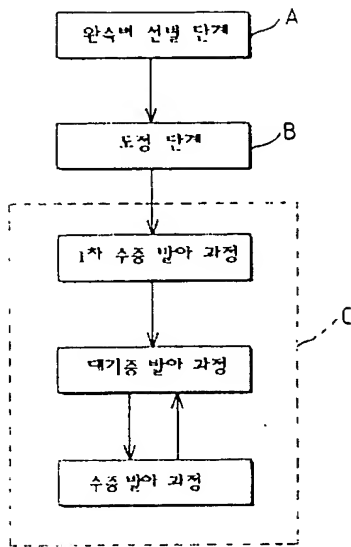 완숙벼 선별 단계
A
도정 단계
B
1차 수중 발아 과정
C
대기중 발아 과정
수중 발아 과정